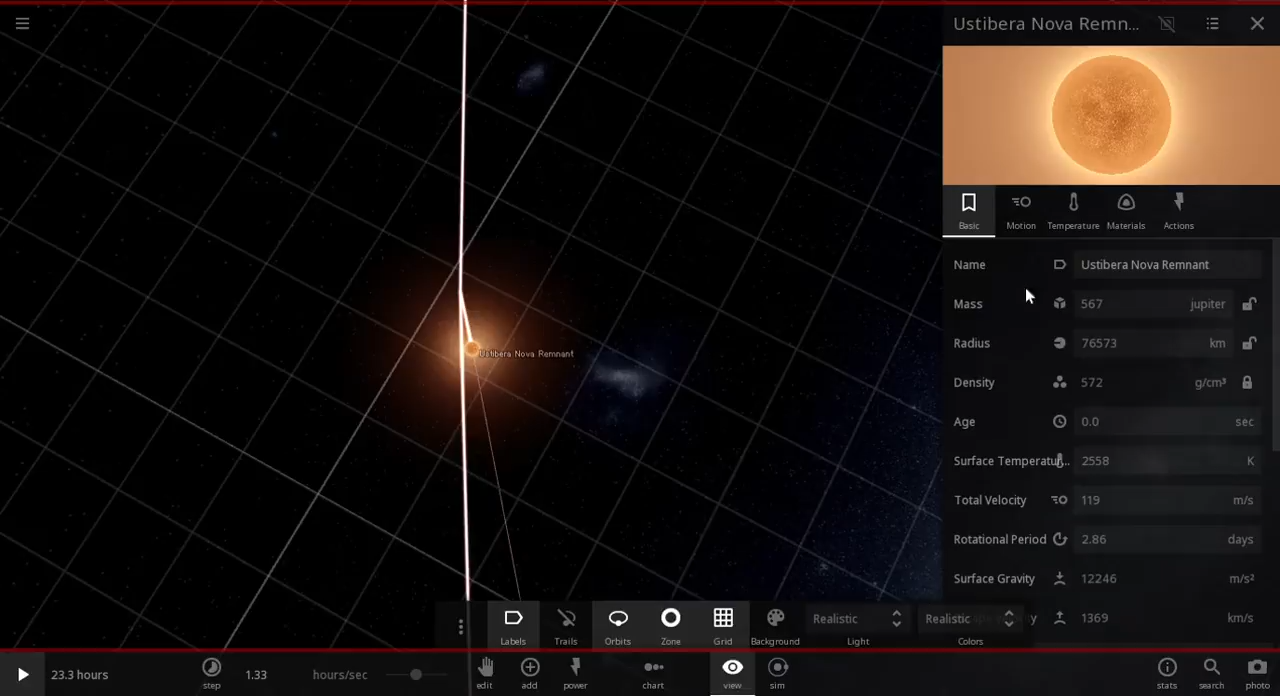 Ustibera Nova Remn...
Basic
Motion
Temperature
Materials
Actions
Name
Ustibera Nova Remnant
Mass
567
jupiter
Radius
76573
km
Density
572
g/cm³
Age
0.0
sec
Surface Temperatur...
2558
K
Total Velocity
119
m/s
Rotational Period
2.86
days
Surface Gravity
12246
m/s²
1369
km/s
Ustibera Nova Remnant
Labels
Trails
Orbits
Zone
Grid
Background
Realistic
Light
Realistic
Colors
23.3 hours
step
1.33
hours/sec
edit
add
power
chart
view
sim
stats
search
photo